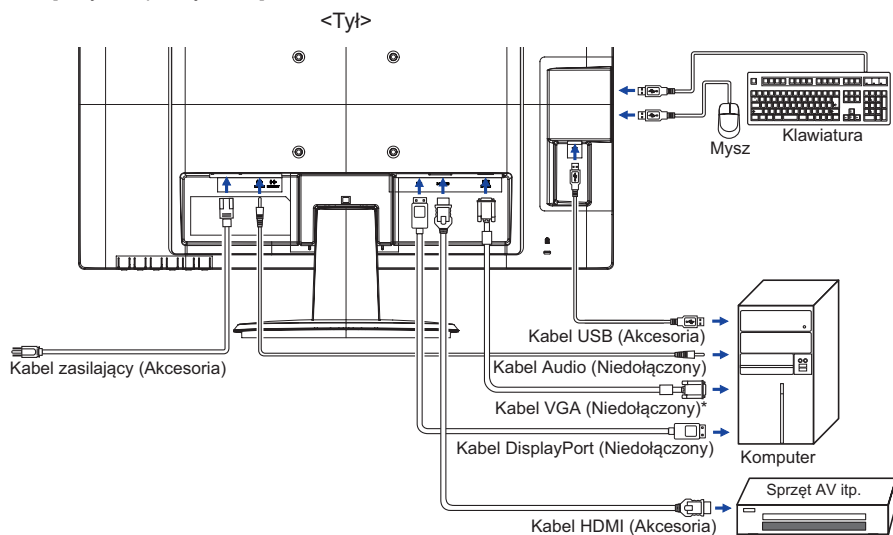 <Tył>
Klawiatura
Mysz
Kabel USB (Akcesoria)
Kabel zasilający (Akcesoria)
Kabel Audio (Niedołączony)
Kabel VGA (Niedołączony)*
Kabel DisplayPort (Niedołączony)
Komputer
Sprzęt AV itp.
Kabel HDMI (Akcesoria)